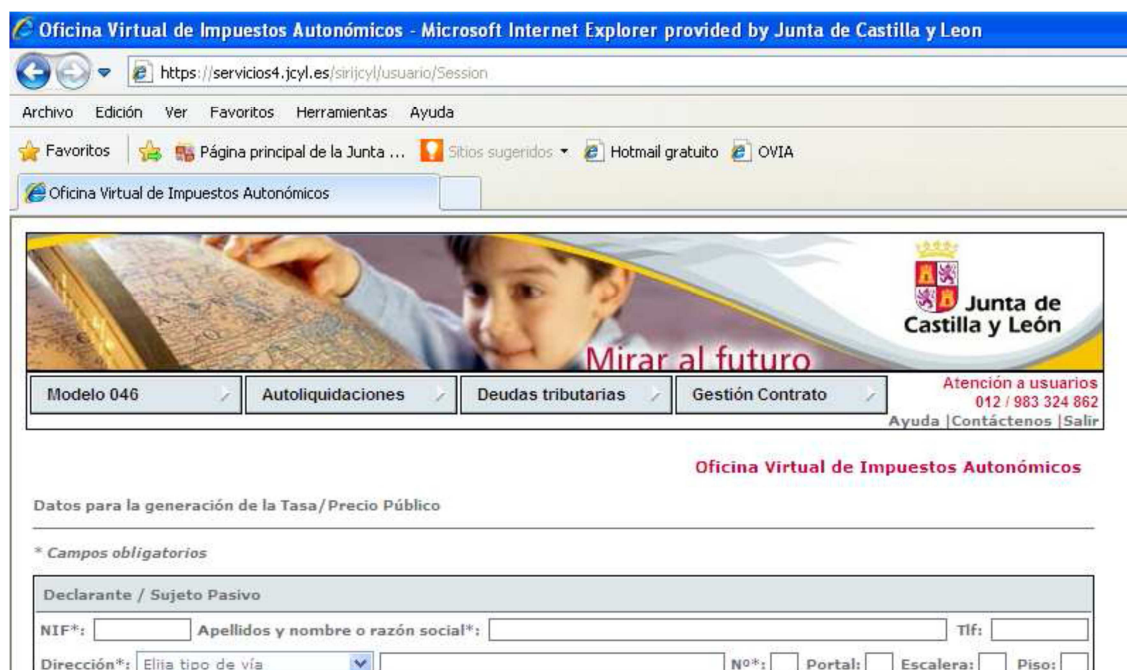 Oficina Virtual de Impuestos Autonómicos - Microsoft Internet Explorer provided by Junta de Castilla y Leon
https://servicios4.jcyl.es/sirijcyl/usuario/Session
Archivo Edición Ver Favoritos Herramientas Ayuda
Favoritos Página principal de la Junta ... Sitios sugeridos Hotmail gratuito OVIA
Oficina Virtual de Impuestos Autonómicos
Junta de
Castilla y León
Mirar al futuro
Modelo 046 Autoliquidaciones Deudas tributarias Gestión Contrato
Atención a usuarios
012 / 983 324 862
Ayuda |Contáctenos |Salir
Oficina Virtual de Impuestos Autonómicos
Datos para la generación de la Tasa/Precio Público
* Campos obligatorios
Declarante / Sujeto Pasivo
NIF*: Apellidos y nombre o razón social*: Tlf:
Dirección*: Elija tipo de vía Nº*: Portal: Escalera: Piso: